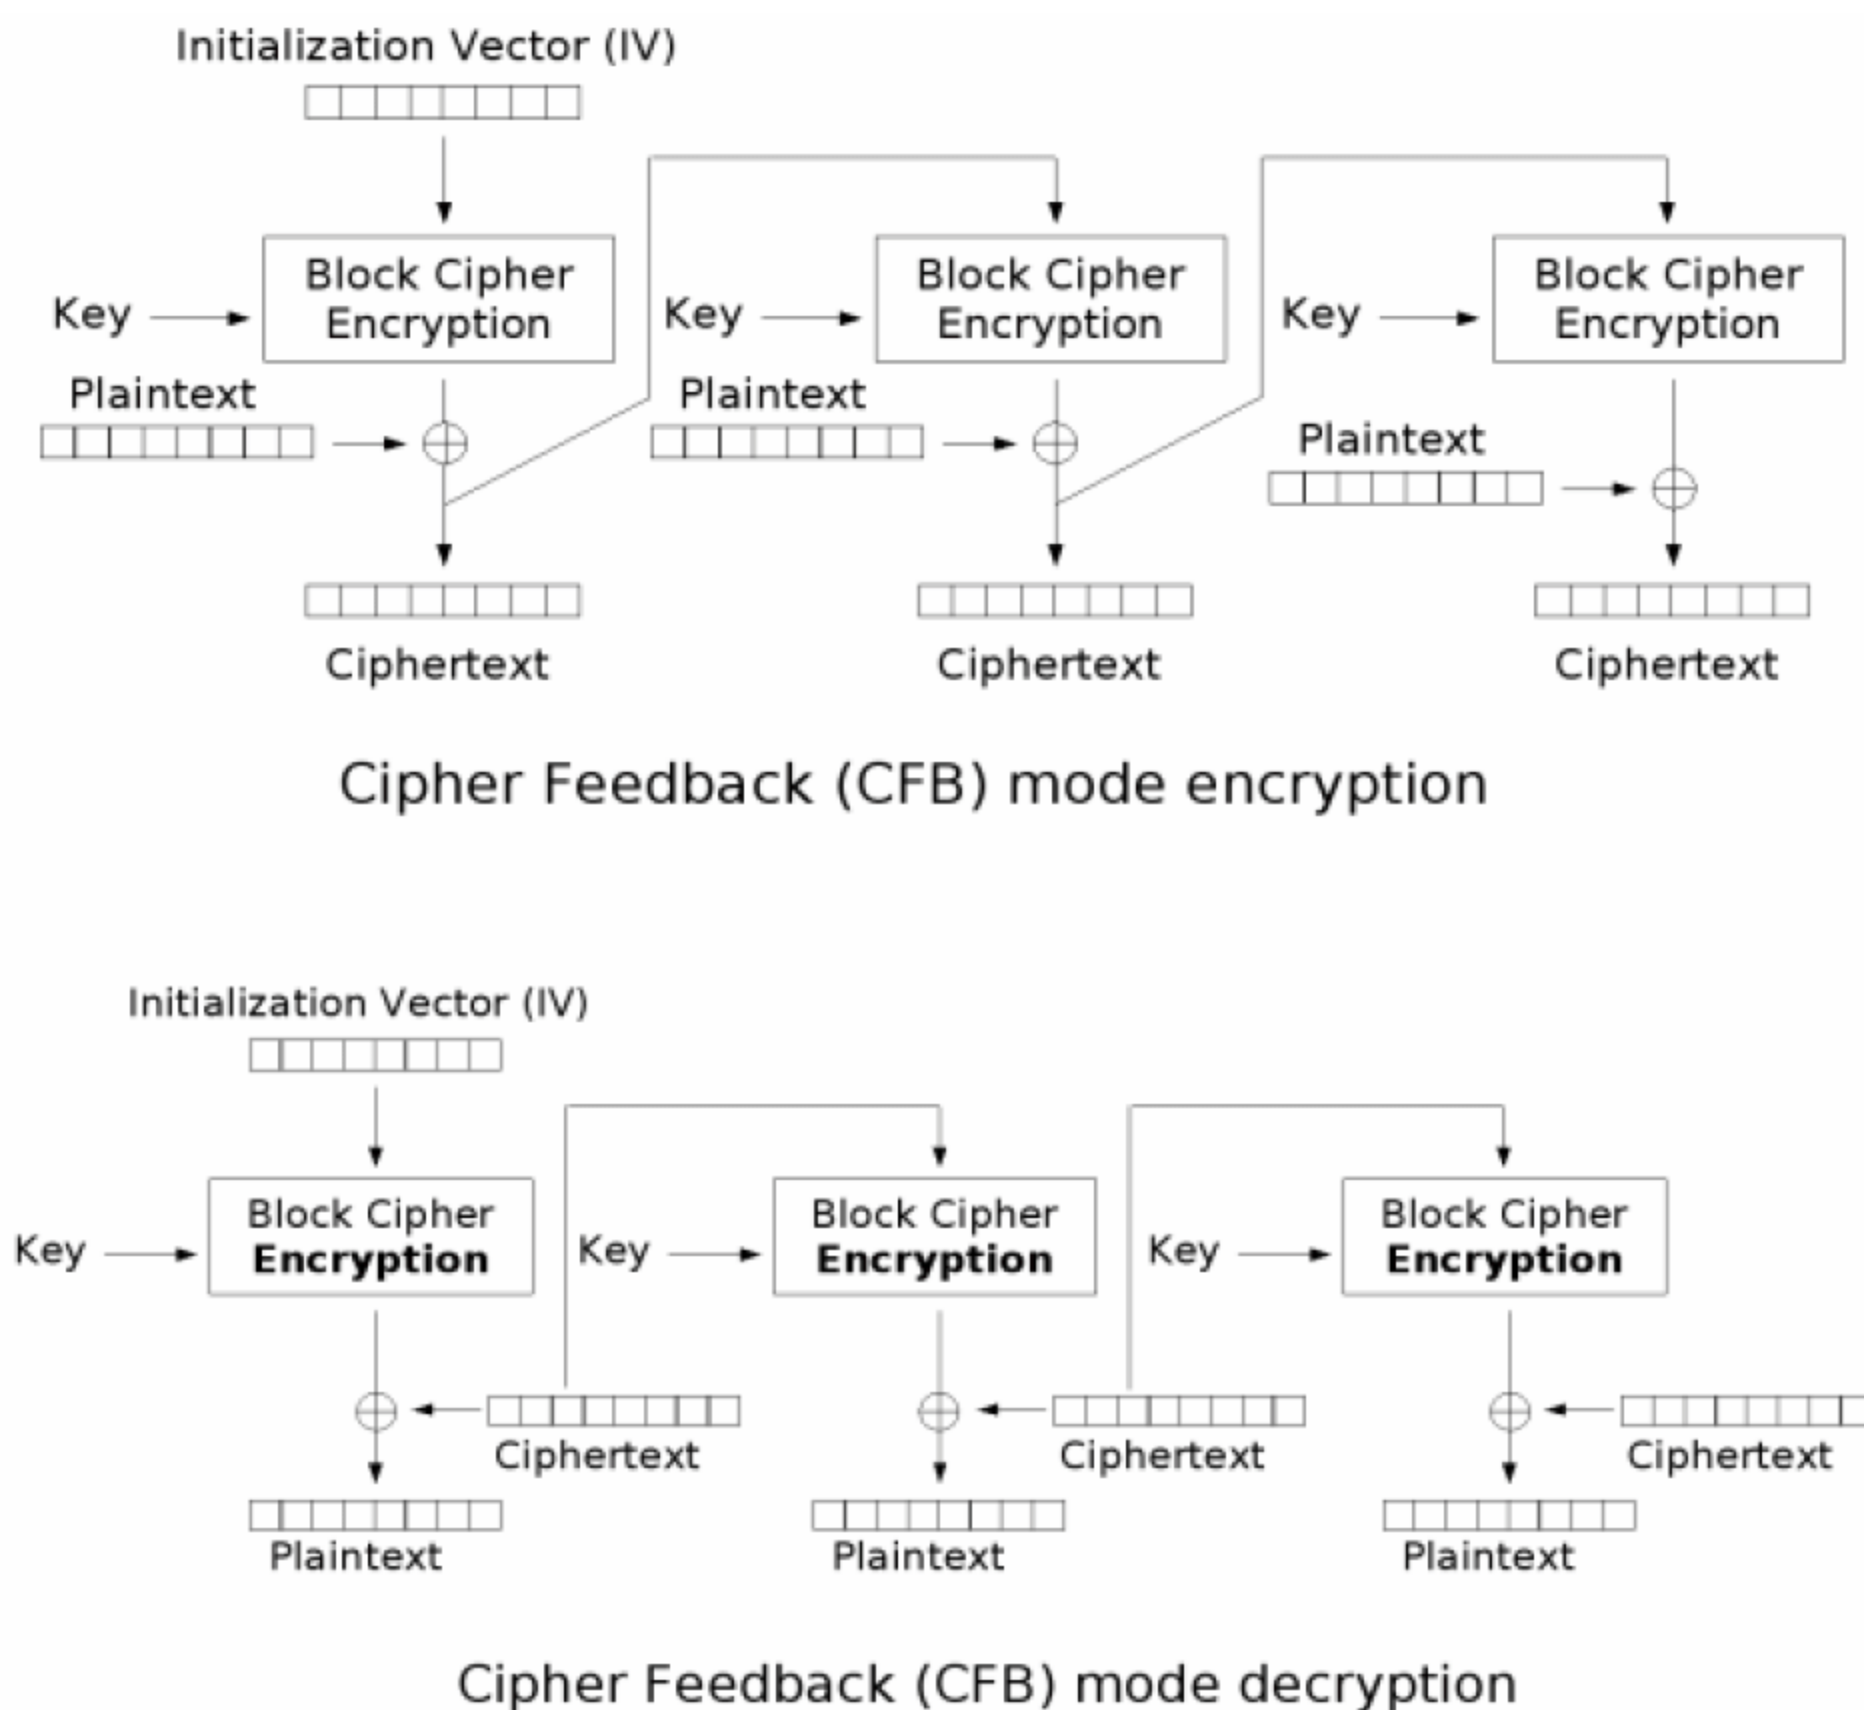 Initialization Vector (IV)
Block Cipher
Encryption
Key
Block Cipher
Encryption
Key
Block Cipher
Encryption
Key
Plaintext
Plaintext
Plaintext
Ciphertext
Ciphertext
Ciphertext
Cipher Feedback (CFB) mode encryption
Initialization Vector (IV)
Key
Block Cipher
Encryption
Key
Block Cipher
Encryption
Key
Block Cipher
Encryption
Ciphertext
Ciphertext
Ciphertext
Plaintext
Plaintext
Plaintext
Cipher Feedback (CFB) mode decryption